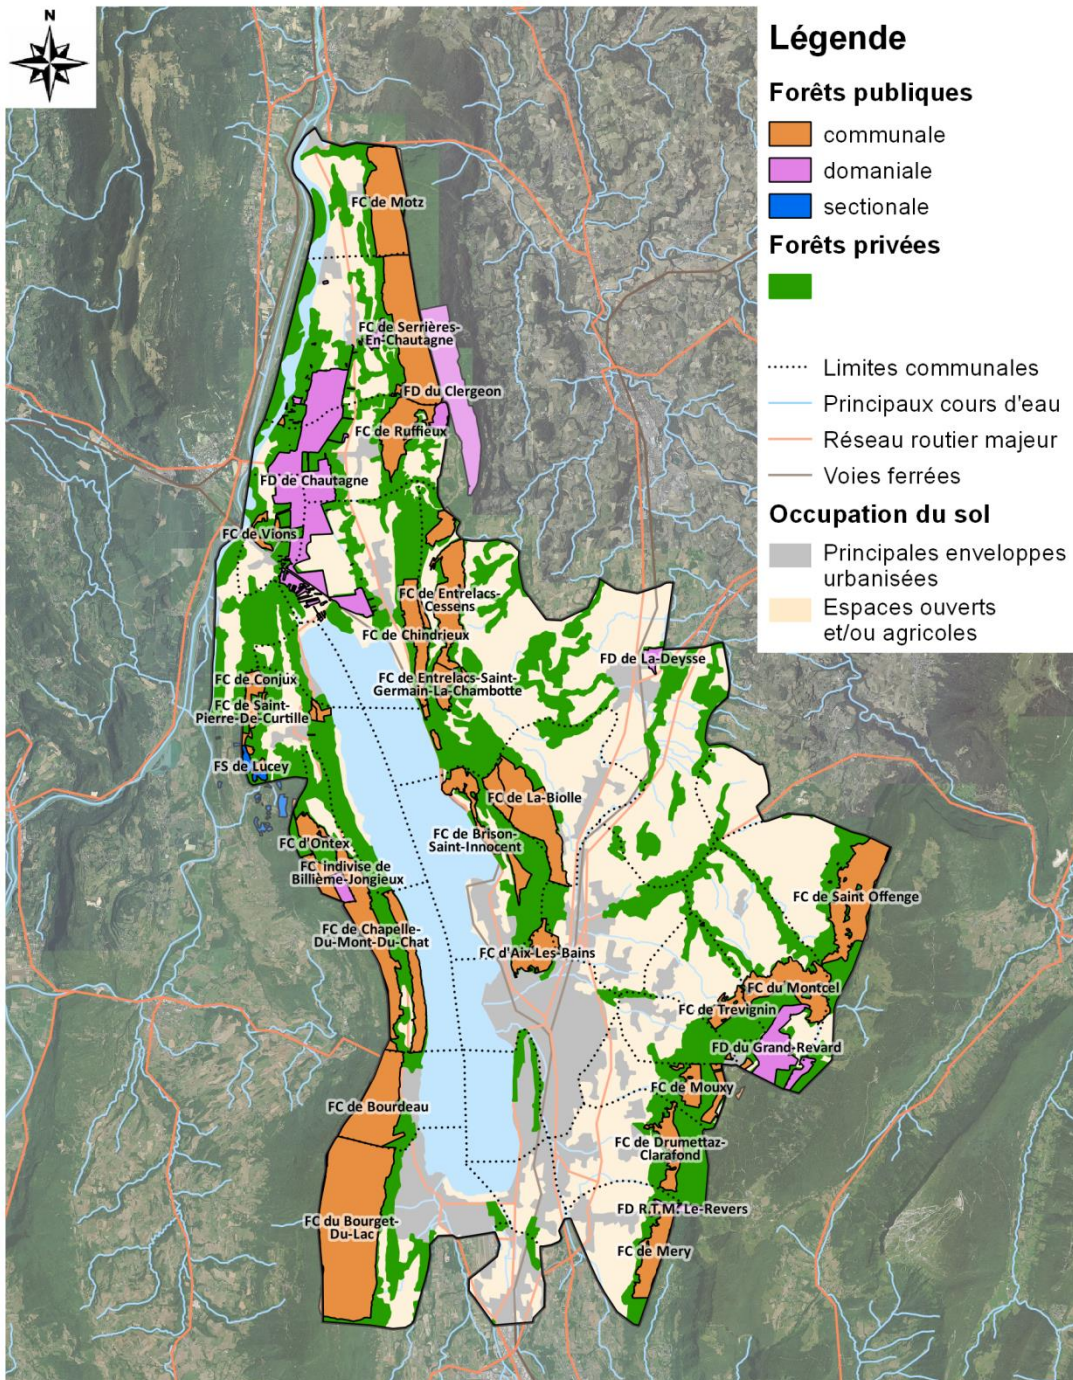 N
Légende
Forêts publiques
communale
domaniale
sectionale
Forêts privées
Limites communales
Principaux cours d'eau
Réseau routier majeur
Voies ferrées
Occupation du sol
Principales enveloppes
urbanisées
Espaces ouverts
et/ou agricoles
FC de Motz
FC de Serrières-
En-Chautagne
FD du Clergeon
FC de Ruffieux
FD de Chautagne
FC de Vions
FC de Entrelacs-
Cessens
FC de Chindrieux
FD de La-Deysse
FC de Entrelacs-Saint-
Germain-La-Chambotte
FC de Conjux
FC de Saint-
Pierre-De-Curtille
FS de Lucey
FC de La-Biolle
FC de Brison-
Saint-Innocent
FC d'Ontex
FC indivise de
Billième-Jongieux
FC de Saint Offenge
FC de Chapelle-
Du-Mont-Du-Chat
FC d'Aix-Les-Bains
FC du Montcel
FC de Trevignin
FD du Grand-Revard
FC de Mouxy
FC de Bourdeau
FC de Drumettaz-
Clarafond
FD R.T.M. Le-Revers
FC du Bourget-
Du-Lac
FC de Mery